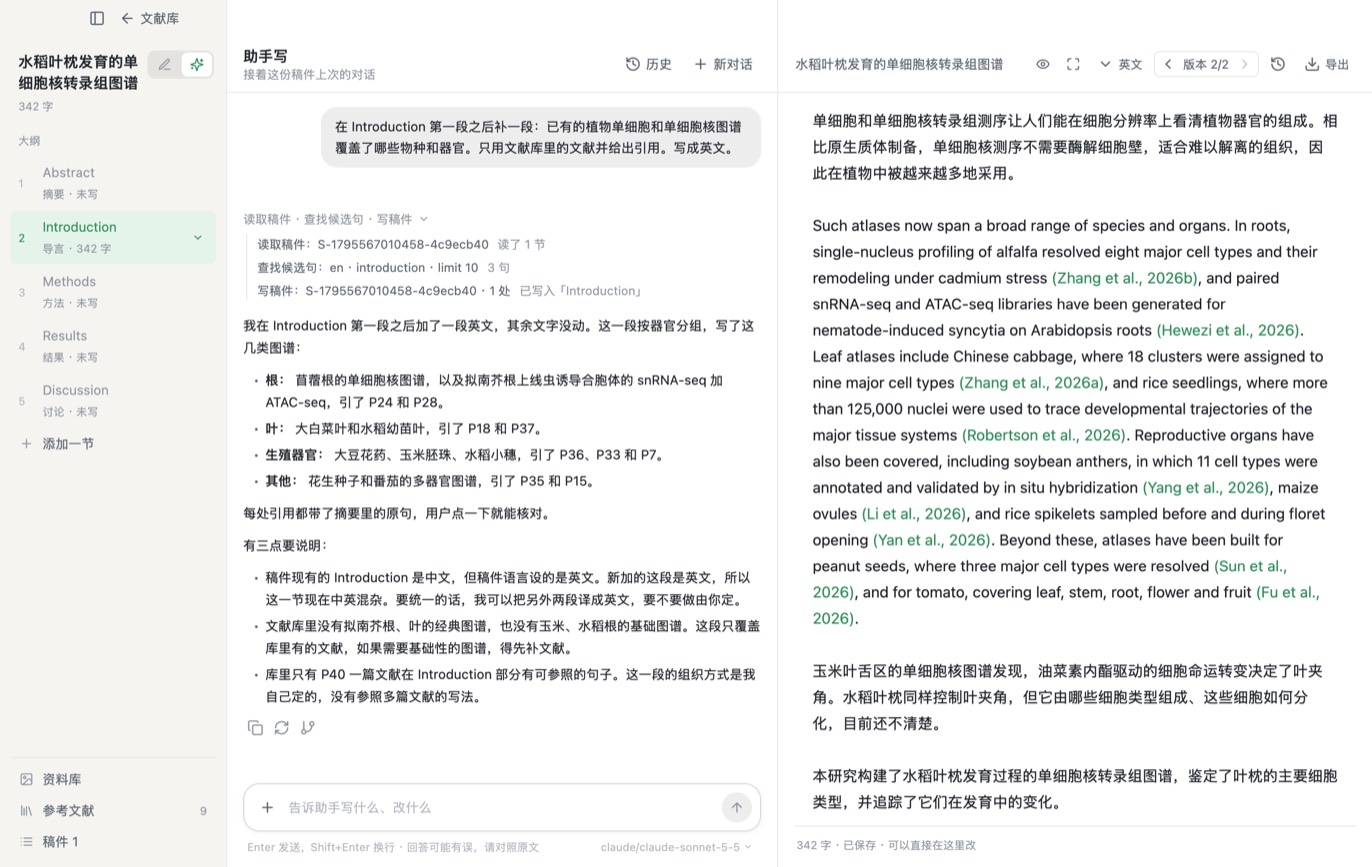 文献库
水稻叶枕发育的单
细胞核转录组图谱
342 字
大纲
1
Abstract
摘要 · 未写
2
Introduction
导言 · 342 字
3
Methods
方法 · 未写
4
Results
结果 · 未写
5
Discussion
讨论 · 未写
添加一节
资料库
参考文献 9
稿件 1
助手写
接着这份稿件上次的对话
历史
新对话
在 Introduction 第一段之后补一段：已有的植物单细胞和单细胞核图谱
覆盖了哪些物种和器官。只用文献库里的文献并给出引用。写成英文。
读取稿件 · 查找候选句 · 写稿件
读取稿件：S-1795567010458-4c9ecb40 读了 1 节
查找候选句：en · introduction · limit 10 3 句
写稿件：S-1795567010458-4c9ecb40 · 1 处 已写入「Introduction」
我在 Introduction 第一段之后加了一段英文，其余文字没动。这一段按器官分组，写了这
几类图谱：
· 根： 苜蓿根的单细胞核图谱，以及拟南芥根上线虫诱导合胞体的 snRNA-seq 加
ATAC-seq，引了 P24 和 P28。
· 叶： 大白菜叶和水稻幼苗叶，引了 P18 和 P37。
· 生殖器官： 大豆花药、玉米胚珠、水稻小穗，引了 P36、P33 和 P7。
· 其他： 花生种子和番茄的多器官图谱，引了 P35 和 P15。
每处引用都带了摘要里的原句，用户点一下就能核对。
有三点要说明：
· 稿件现有的 Introduction 是中文，但稿件语言设的是英文。新加的这段是英文，所以
这一节现在中英混杂。要统一的话，我可以把另外两段译成英文，要不要做由你定。
· 文献库里没有拟南芥根、叶的经典图谱，也没有玉米、水稻根的基础图谱。这段只覆盖
库里有的文献，如果需要基础性的图谱，得先补文献。
· 库里只有 P40 一篇文献在 Introduction 部分有可参照的句子。这一段的组织方式是我
自己定的，没有参照多篇文献的写法。
告诉助手写什么、改什么
Enter 发送，Shift+Enter 换行 · 回答可能有误，请对照原文
claude/claude-sonnet-5-5
水稻叶枕发育的单细胞核转录组图谱
英文
版本 2/2
导出
单细胞和单细胞核转录组测序让人们能在细胞分辨率上看清植物器官的组成。相
比原生质体制备，单细胞核测序不需要酶解细胞壁，适合难以解离的组织，因
此在植物中被越来越多地采用。
Such atlases now span a broad range of species and organs. In roots,
single-nucleus profiling of alfalfa resolved eight major cell types and their
remodeling under cadmium stress (Zhang et al., 2026b), and paired
snRNA-seq and ATAC-seq libraries have been generated for
nematode-induced syncytia on Arabidopsis roots (Hewezi et al., 2026).
Leaf atlases include Chinese cabbage, where 18 clusters were assigned to
nine major cell types (Zhang et al., 2026a), and rice seedlings, where more
than 125,000 nuclei were used to trace developmental trajectories of the
major tissue systems (Robertson et al., 2026). Reproductive organs have
also been covered, including soybean anthers, in which 11 cell types were
annotated and validated by in situ hybridization (Yang et al., 2026), maize
ovules (Li et al., 2026), and rice spikelets sampled before and during floret
opening (Yan et al., 2026). Beyond these, atlases have been built for
peanut seeds, where three major cell types were resolved (Sun et al.,
2026), and for tomato, covering leaf, stem, root, flower and fruit (Fu et al.,
2026).
玉米叶舌区的单细胞核图谱发现，油菜素内酯驱动的细胞命运转变决定了叶夹
角。水稻叶枕同样控制叶夹角，但它由哪些细胞类型组成、这些细胞如何分
化，目前还不清楚。
本研究构建了水稻叶枕发育过程的单细胞核转录组图谱，鉴定了叶枕的主要细胞
类型，并追踪了它们在发育中的变化。
342 字 · 已保存 · 可以直接在这里改